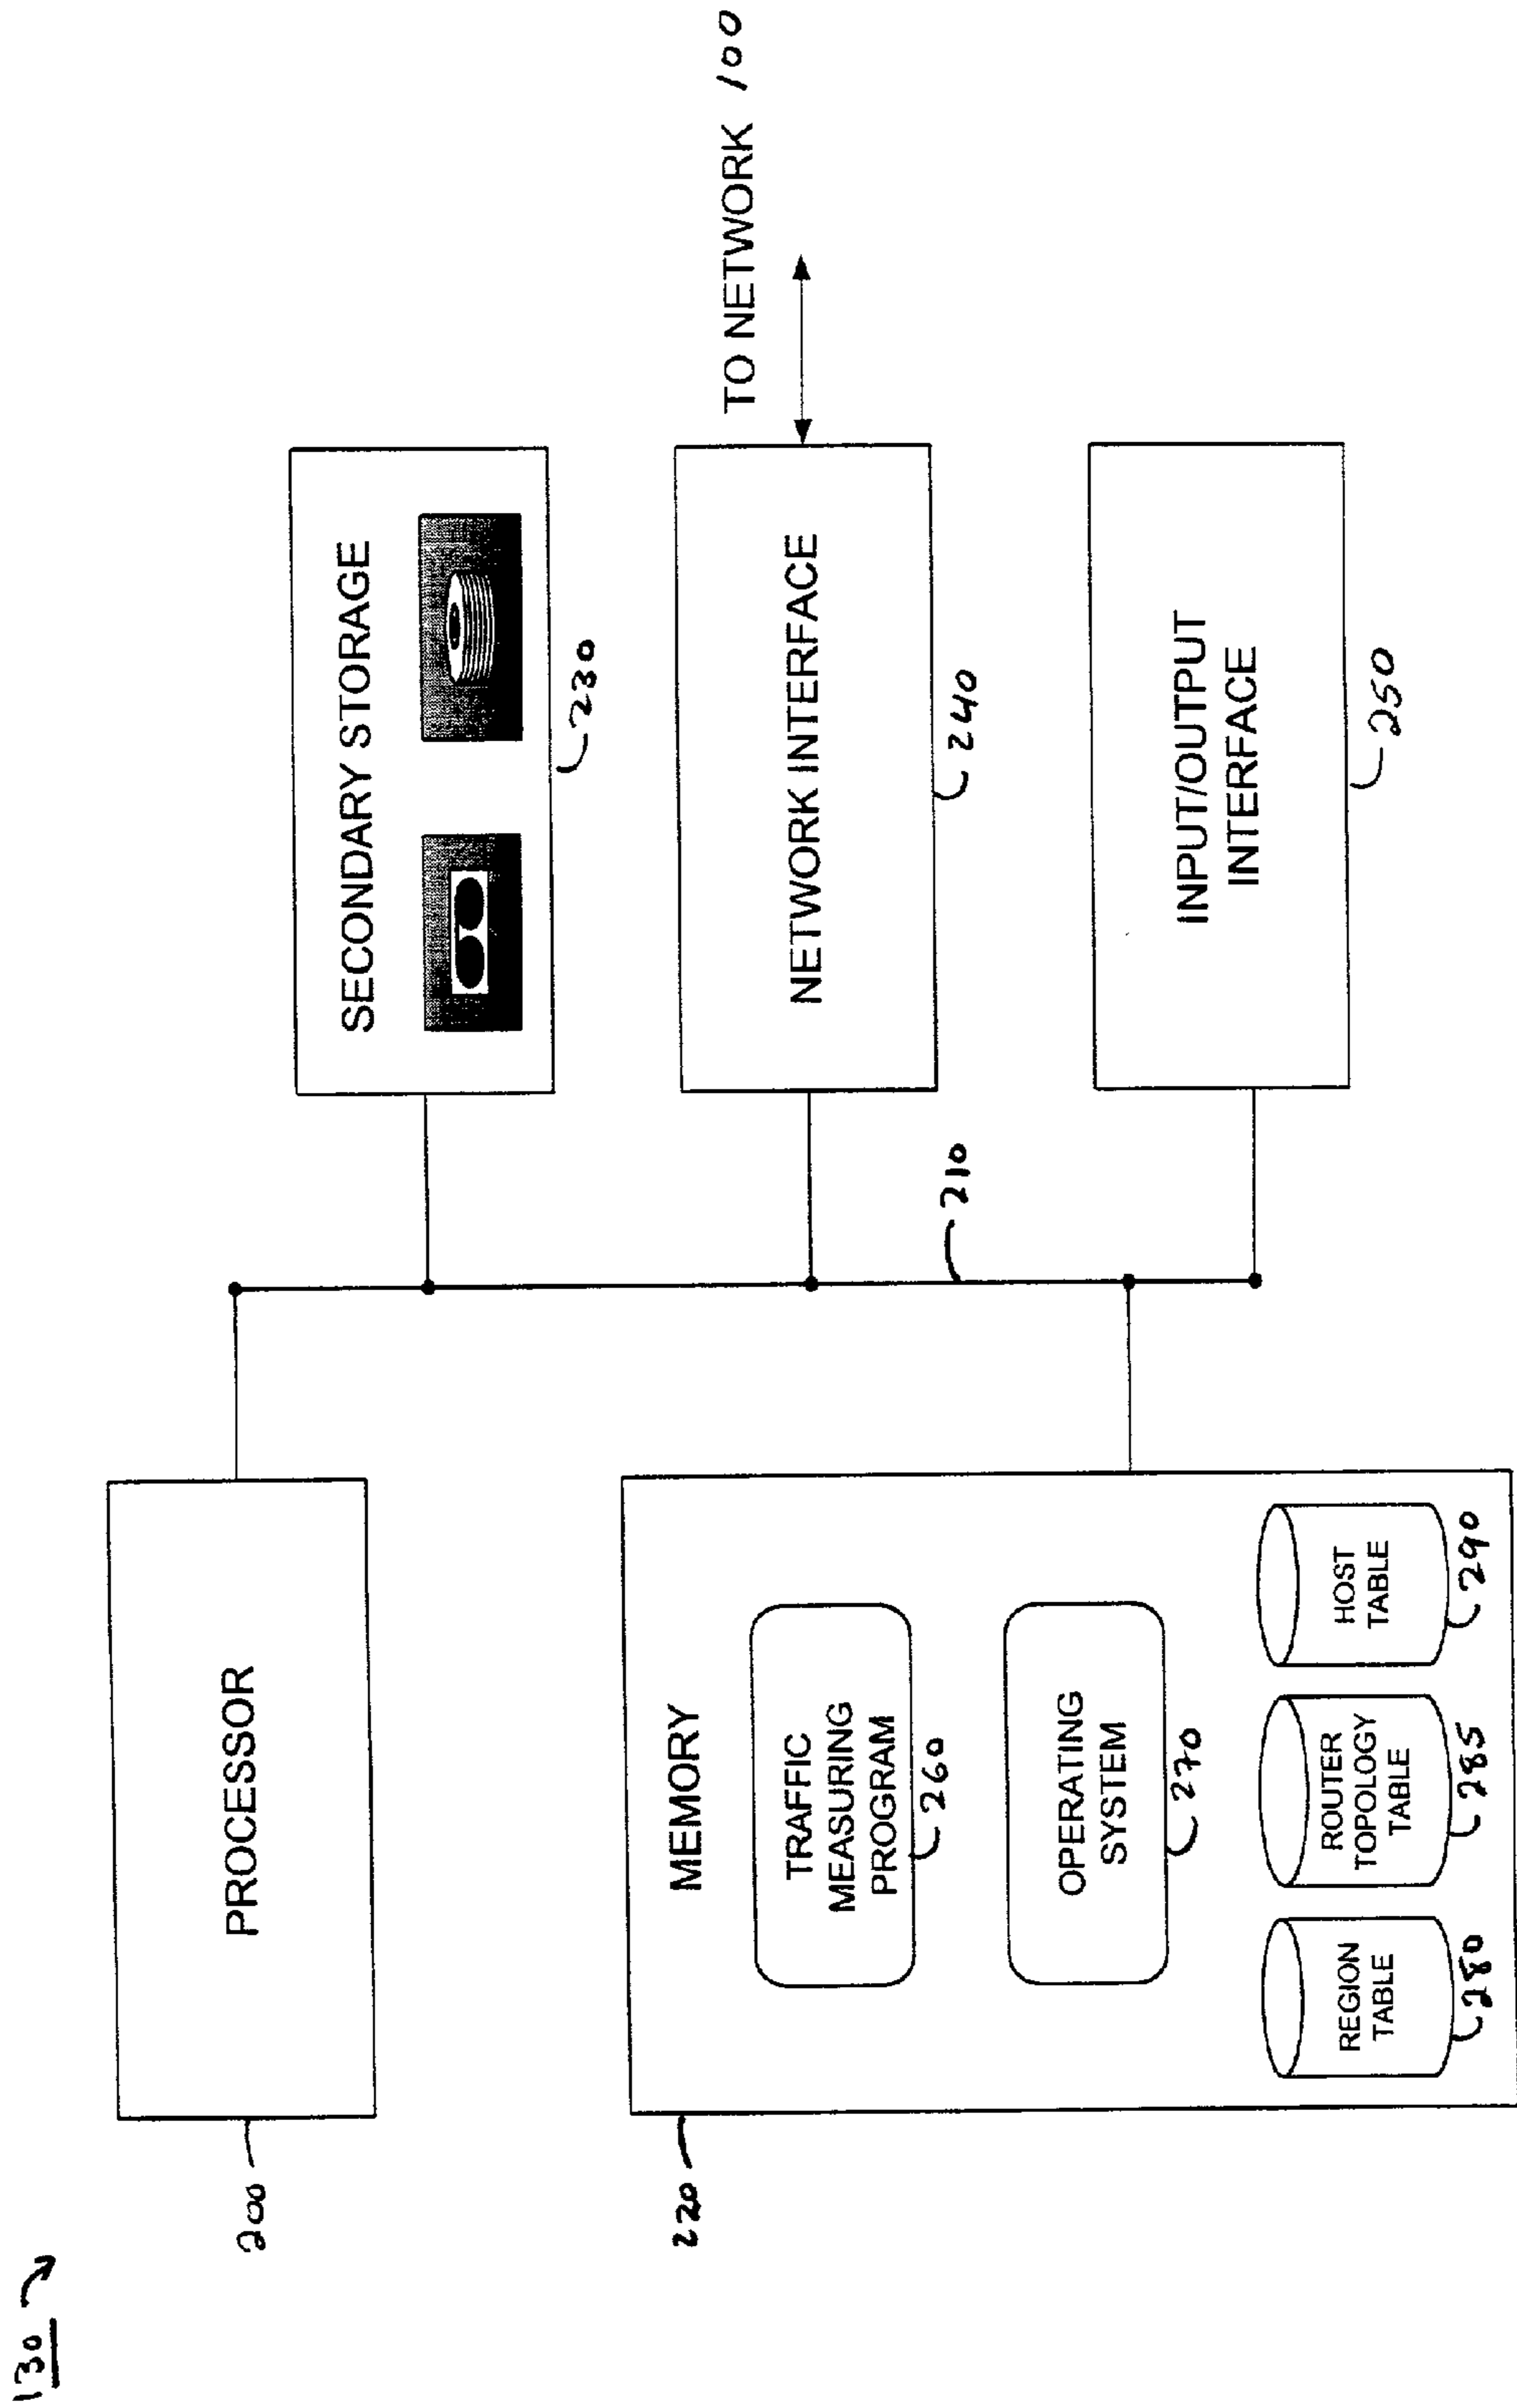 130
PROCESSOR
200
SECONDARY STORAGE
230
TO NETWORK 100
NETWORK INTERFACE
240
210
INPUT/OUTPUT
INTERFACE
250
220
MEMORY
TRAFFIC
MEASURING
PROGRAM
260
OPERATING
SYSTEM
270
REGION
TABLE
280
ROUTER
TOPOLOGY
TABLE
285
HOST
TABLE
290